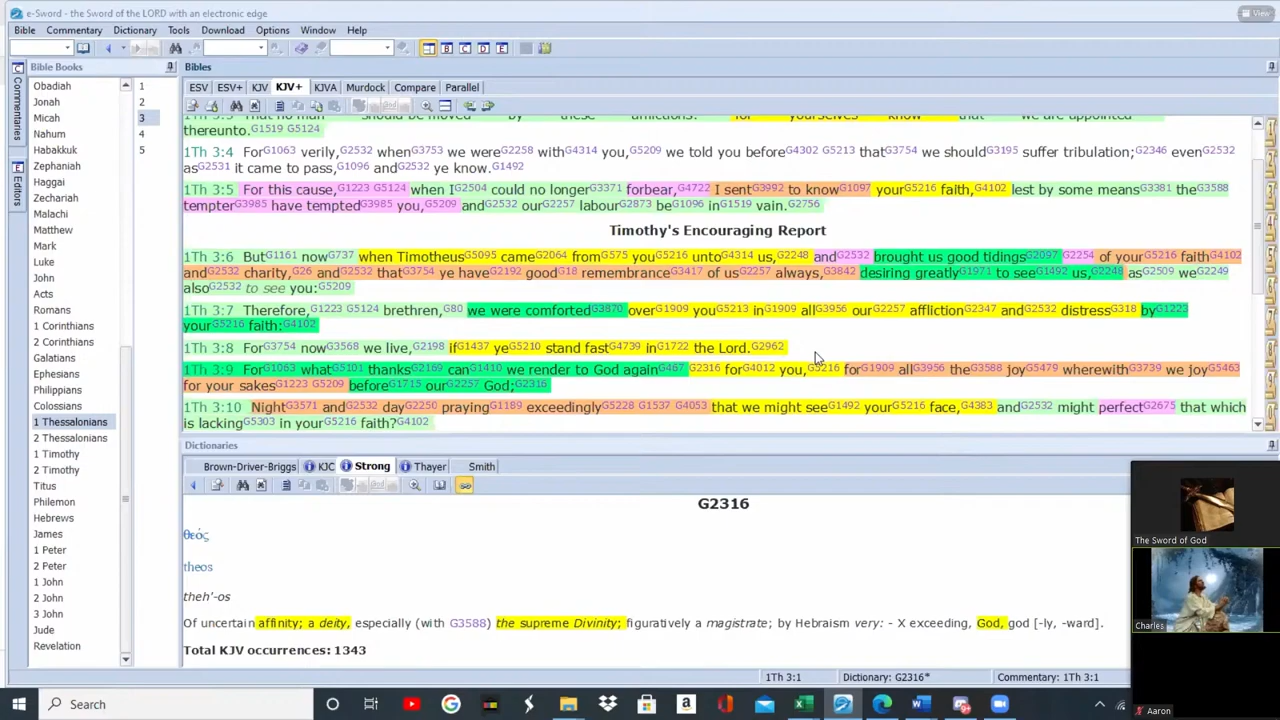 e-Sword - the Sword of the LORD with an electronic edge
View
Bible Commentary Dictionary Tools Download Options Window Help
B C D E
Bible Books
Bibles
Commentaries
Editors
Obadiah
Jonah
Micah
Nahum
Habakkuk
Zephaniah
Haggai
Zechariah
Malachi
Matthew
Mark
Luke
John
Acts
Romans
1 Corinthians
2 Corinthians
Galatians
Ephesians
Philippians
Colossians
1 Thessalonians
2 Thessalonians
1 Timothy
2 Timothy
Titus
Philemon
Hebrews
James
1 Peter
2 Peter
1 John
2 John
3 John
Jude
Revelation
1
2
3
4
5
ESV ESV+ KJV KJV+ KJVA Murdock Compare Parallel
thereunto.G1519 G5124
1Th 3:4 ForG1063 verily,G2532 whenG3753 we wereG2258 withG4314 you,G5209 we told you beforeG4302 G5213 thatG3754 we shouldG3195 suffer tribulation;G2346 evenG2532
asG2531 it came to pass,G1096 andG2532 ye know.G1492
1Th 3:5 For this cause,G1223 G5124 when IG2504 could no longerG3371 forbear,G4722 I sentG3992 to knowG1097 yourG5216 faith,G4102 lest by some meansG3381 theG3588
tempterG3985 have temptedG3985 you,G5209 andG2532 ourG2257 labourG2873 beG1096 inG1519 vain.G2756
Timothy's Encouraging Report
1Th 3:6 ButG1161 nowG737 when TimotheusG5095 cameG2064 fromG575 youG5216 untoG4314 us,G2248 andG2532 brought us good tidingsG2097 G2254 of yourG5216 faithG4102
andG2532 charity,G26 andG2532 thatG3754 ye haveG2192 goodG18 remembranceG3417 of usG2257 always,G3842 desiring greatlyG1971 to seeG1492 us,G2248 asG2509 weG2249
alsoG2532 to see you:G5209
1Th 3:7 Therefore,G1223 G5124 brethren,G80 we were comfortedG3870 overG1909 youG5213 inG1909 allG3956 ourG2257 afflictionG2347 andG2532 distressG318 byG1223
yourG5216 faith:G4102
1Th 3:8 ForG3754 nowG3568 we live,G2198 ifG1437 yeG5210 stand fastG4739 inG1722 the Lord.G2962
1Th 3:9 ForG1063 whatG5101 thanksG2169 canG1410 we render to God againG467 G2316 forG4012 you,G5216 forG1909 allG3956 theG3588 joyG5479 wherewithG3739 we joyG5463
for your sakesG1223 G5209 beforeG1715 ourG2257 God;G2316
1Th 3:10 NightG3571 andG2532 dayG2250 prayingG1189 exceedinglyG5228 G1537 G4053 that we might seeG1492 yourG5216 face,G4383 andG2532 might perfectG2675 that which
is lackingG5303 in yourG5216 faith?G4102
Dictionaries
Brown-Driver-Briggs KJC Strong Thayer Smith
G2316
θεός
theos
theh'-os
Of uncertain affinity; a deity, especially (with G3588) the supreme Divinity; figuratively a magistrate; by Hebraism very: - X exceeding, God, god [-ly, -ward].
Total KJV occurrences: 1343
The Sword of God
Charles
Aaron
1Th 3:1 Dictionary: G2316* Commentary: 1Th 3:1
Search